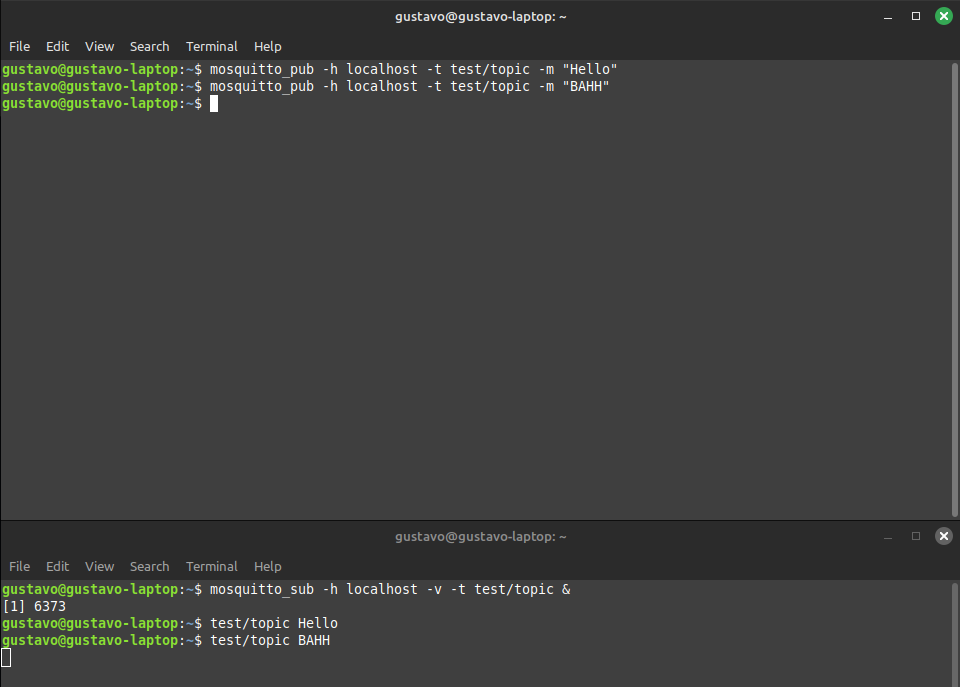 gustavo@gustavo-laptop: ~
File Edit View Search Terminal Help
gustavo@gustavo-laptop:~$ mosquitto_pub -h localhost -t test/topic -m "Hello"
gustavo@gustavo-laptop:~$ mosquitto_pub -h localhost -t test/topic -m "BAHH"
gustavo@gustavo-laptop:~$
gustavo@gustavo-laptop: ~
File Edit View Search Terminal Help
gustavo@gustavo-laptop:~$ mosquitto_sub -h localhost -v -t test/topic &
[1] 6373
gustavo@gustavo-laptop:~$ test/topic Hello
gustavo@gustavo-laptop:~$ test/topic BAHH